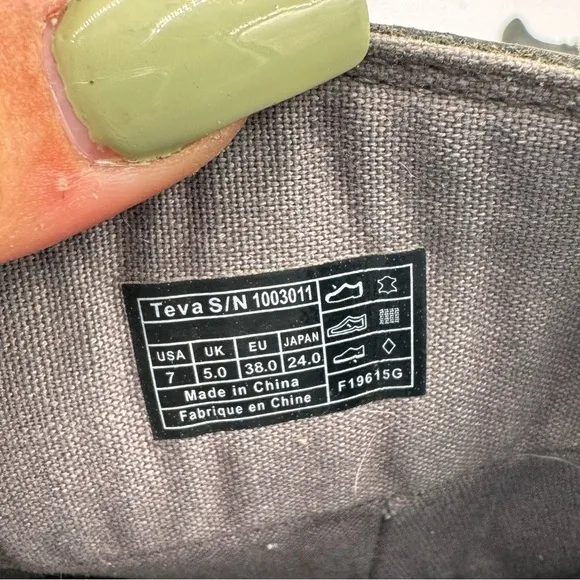 Teva S/N 1003011
USA UK EU JAPAN
7 5.0 38.0 24.0
Made in China
Fabrique en Chine
F19615G